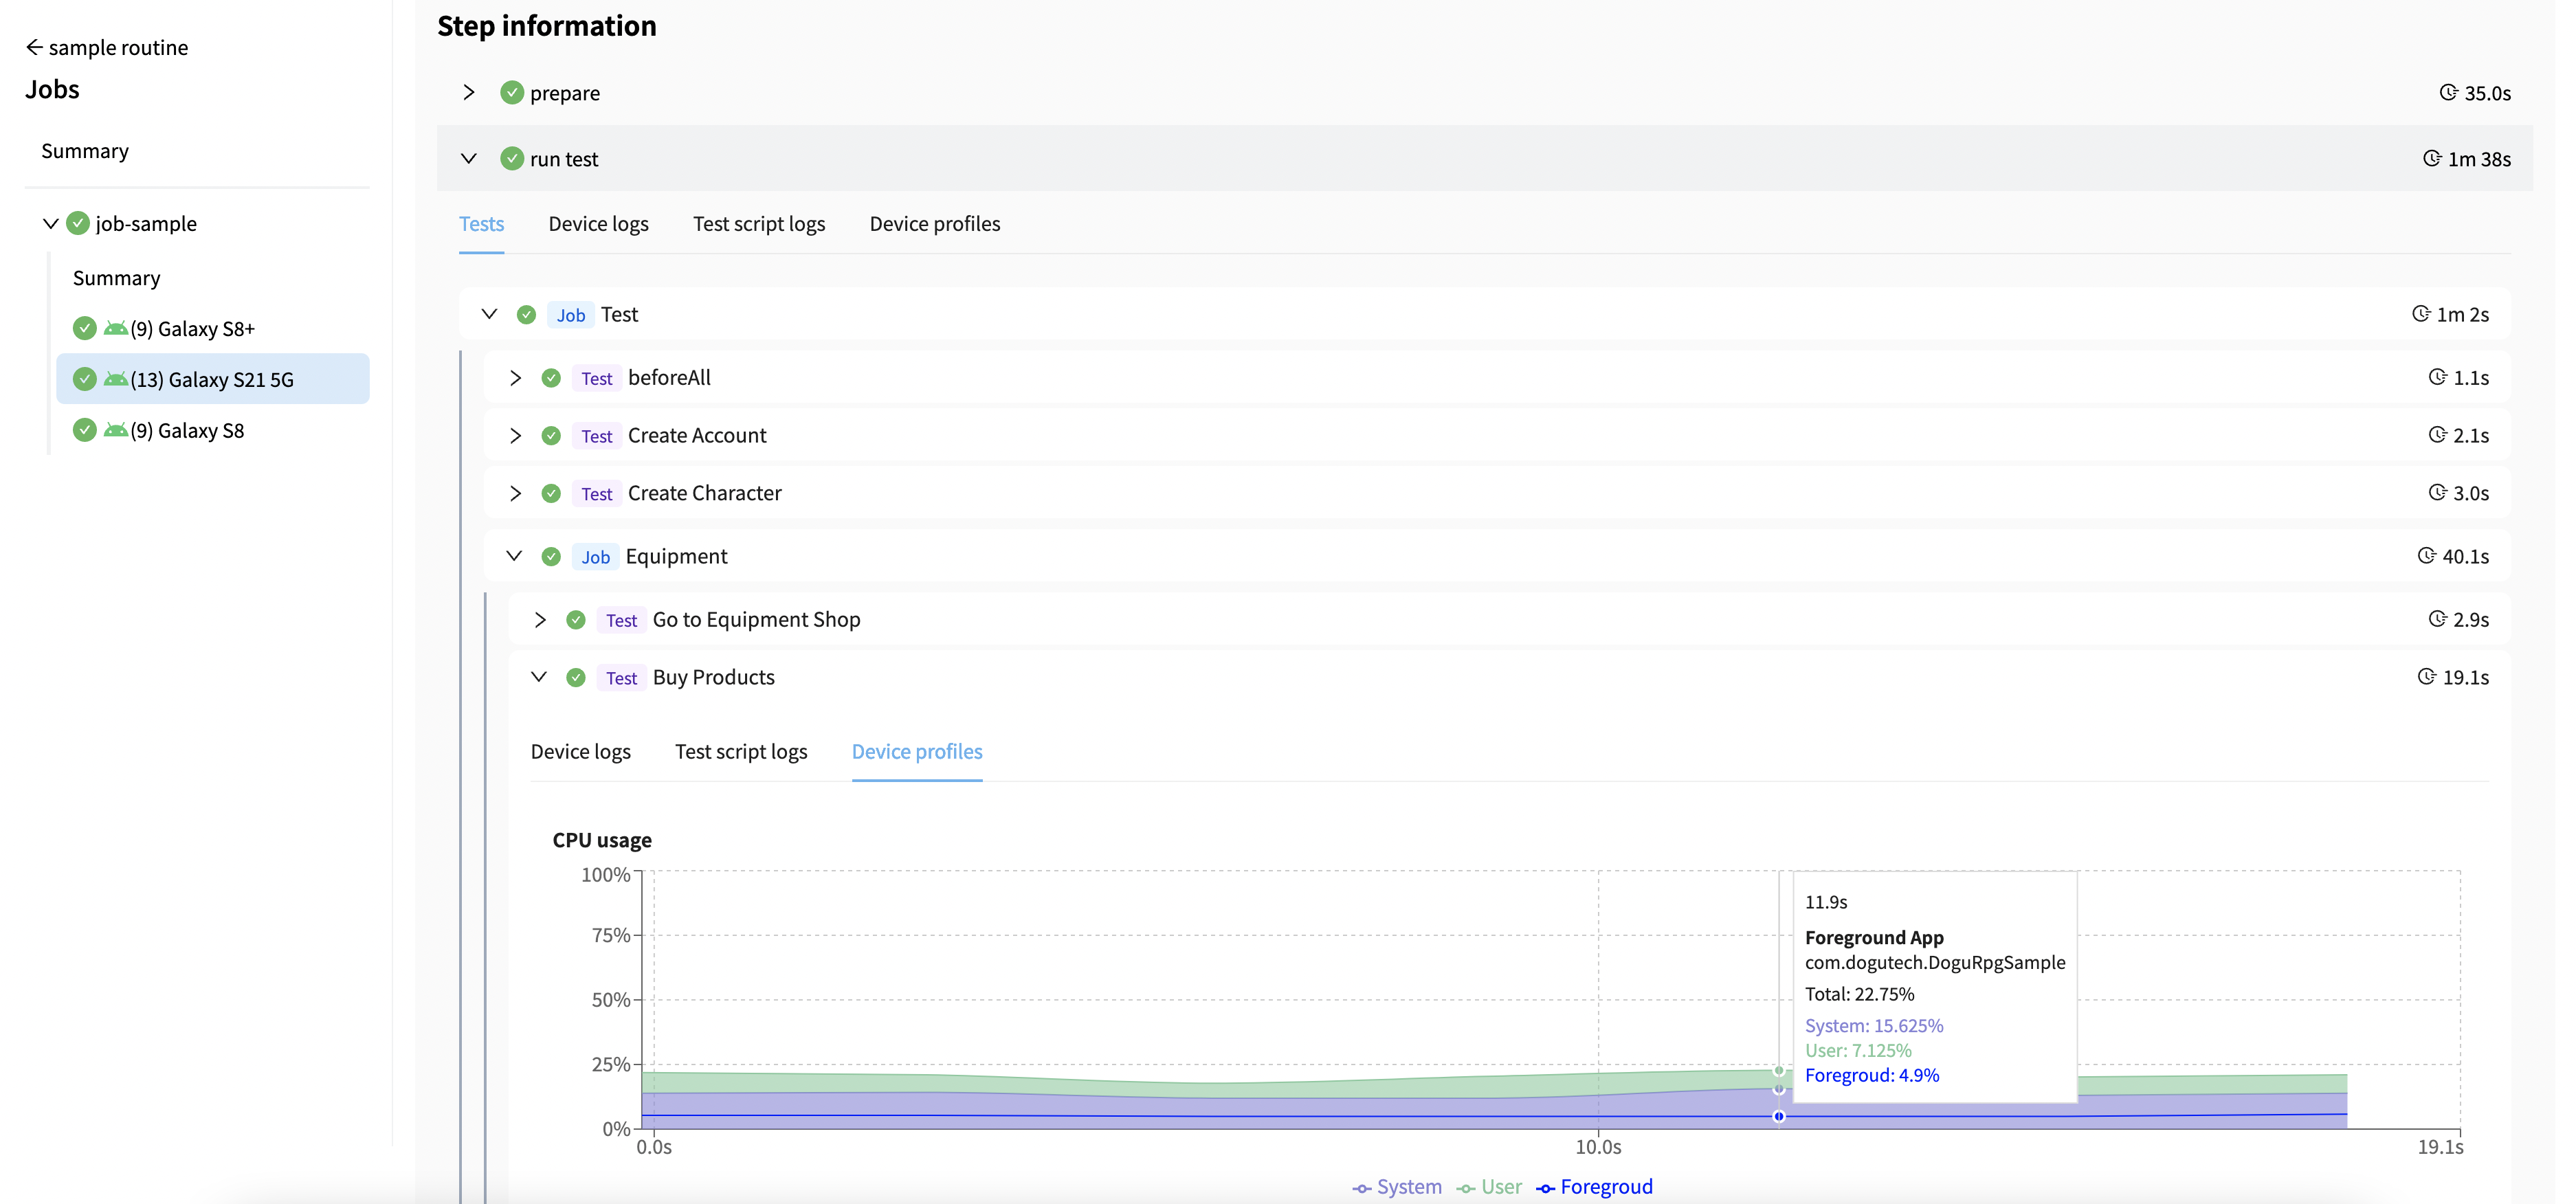 sample routine
Jobs
Summary
job-sample
Summary
(9) Galaxy S8+
(13) Galaxy S21 5G
(9) Galaxy S8
Step information
prepare
35.0s
run test
1m 38s
Tests Device logs Test script logs Device profiles
Job Test
1m 2s
Test beforeAll
1.1s
Test Create Account
2.1s
Test Create Character
3.0s
Job Equipment
40.1s
Test Go to Equipment Shop
2.9s
Test Buy Products
19.1s
Device logs Test script logs Device profiles
CPU usage
100%
75%
50%
25%
0%
0.0s 10.0s 19.1s
11.9s
Foreground App
com.dogutech.DoguRpgSample
Total: 22.75%
System: 15.625%
User: 7.125%
Foregroud: 4.9%
System User Foregroud